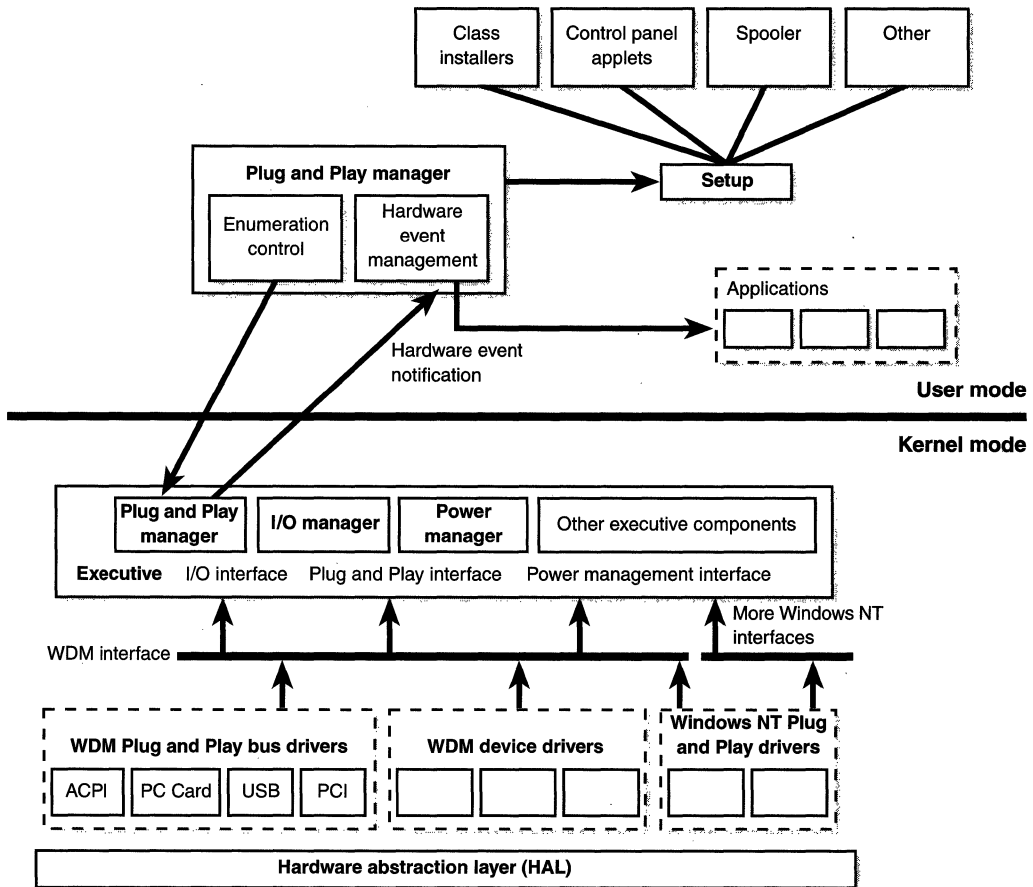 Class
installers
Control panel
applets
Spooler
Other
Plug and Play manager
Setup
Enumeration
control
Hardware
event
management
Applications
Hardware event
notification
User mode
Kernel mode
Plug and Play
manager
I/O manager
Power
manager
Other executive components
Executive
I/O interface
Plug and Play interface
Power management interface
More Windows NT
interfaces
WDM interface
WDM Plug and Play bus drivers
ACPI
PC Card
USB
PCI
WDM device drivers
Windows NT Plug
and Play drivers
Hardware abstraction layer (HAL)